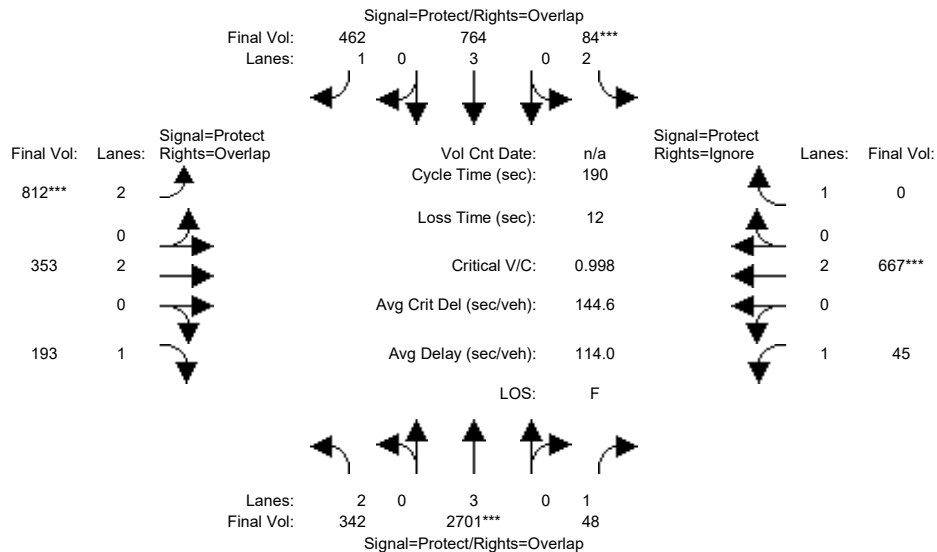 Signal=Protect/Rights=Overlap
Final Vol: 462 764 84***
Lanes: 1 0 3 0 2
Signal=Protect Signal=Protect
Final Vol: Lanes: Rights=Overlap Vol Cnt Date: n/a Rights=Ignore Lanes: Final Vol:
Cycle Time (sec): 190
812*** 2 1 0
Loss Time (sec): 12
0 0
353 2 Critical V/C: 0.998 2 667***
0 Avg Crit Del (sec/veh): 144.6 0
193 1 Avg Delay (sec/veh): 114.0 1 45
LOS: F
Lanes: 2 0 3 0 1
Final Vol: 342 2701*** 48
Signal=Protect/Rights=Overlap